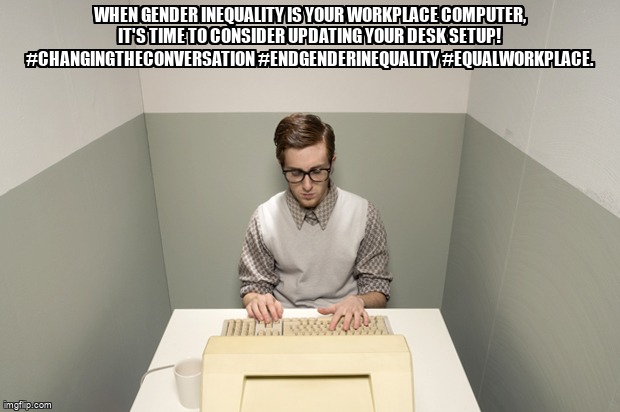 WHEN GENDER INEQUALITY IS YOUR WORKPLACE COMPUTER,
IT'S TIME TO CONSIDER UPDATING YOUR DESK SETUP!
#CHANGINGTHECONVERSATION #ENDGENDERINEQUALITY #EQUALWORKPLACE.
imgflip.com